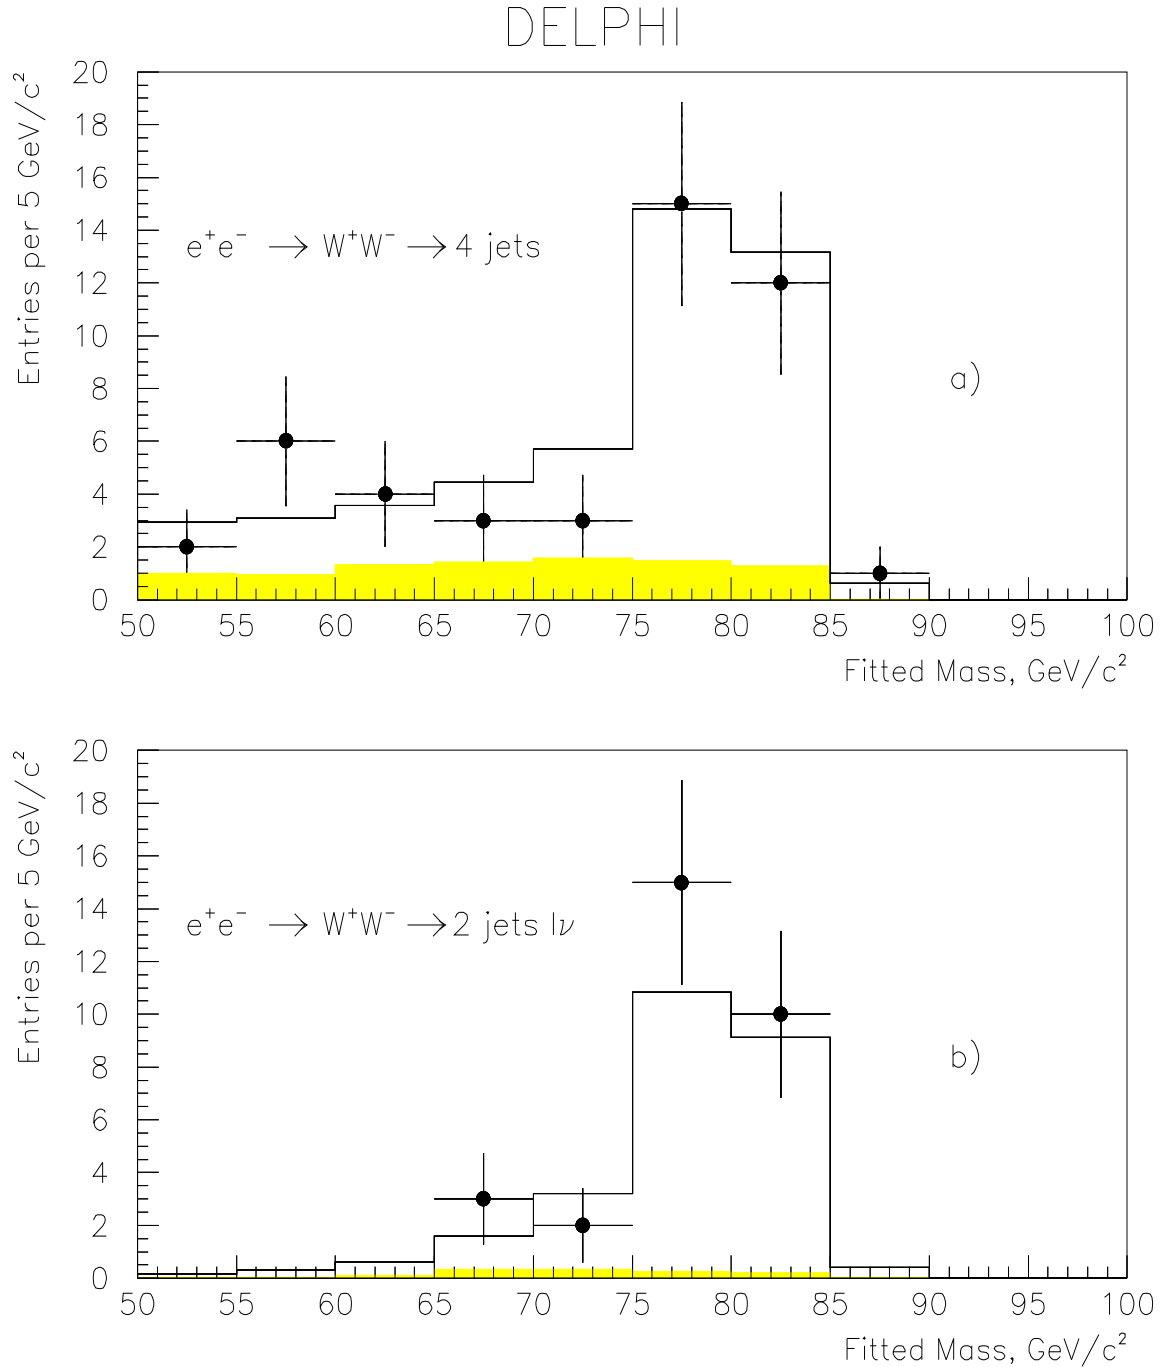 DELPHI
Entries per 5 GeV/c²
20
18
16
14
12
10
8
6
4
2
0
e⁺e⁻ → W⁺W⁻ → 4 jets
a)
50 55 60 65 70 75 80 85 90 95 100
Fitted Mass, GeV/c²
Entries per 5 GeV/c²
20
18
16
14
12
10
8
6
4
2
0
e⁺e⁻ → W⁺W⁻ → 2 jets lν
b)
50 55 60 65 70 75 80 85 90 95 100
Fitted Mass, GeV/c²